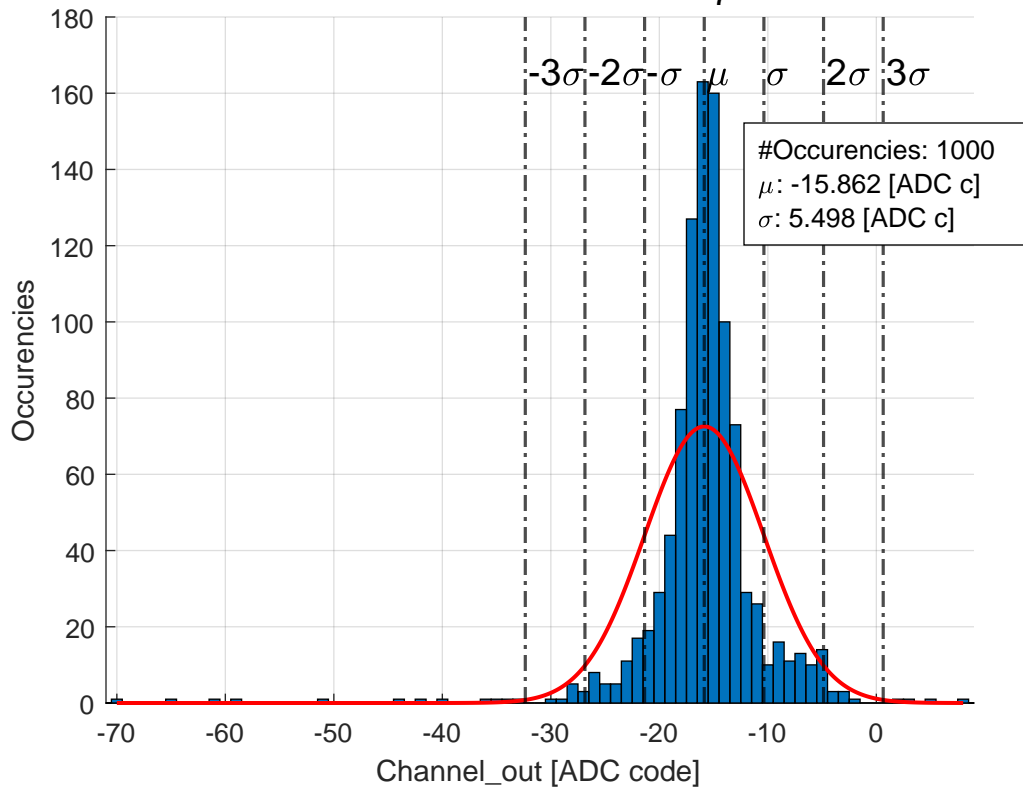 180
160
140
120
100
80
60
40
20
0
-3σ -2σ -σ μ σ 2σ 3σ
#Occurencies: 1000
μ: -15.862 [ADC c]
σ: 5.498 [ADC c]
Occurencies
-70 -60 -50 -40 -30 -20 -10 0
Channel_out [ADC code]